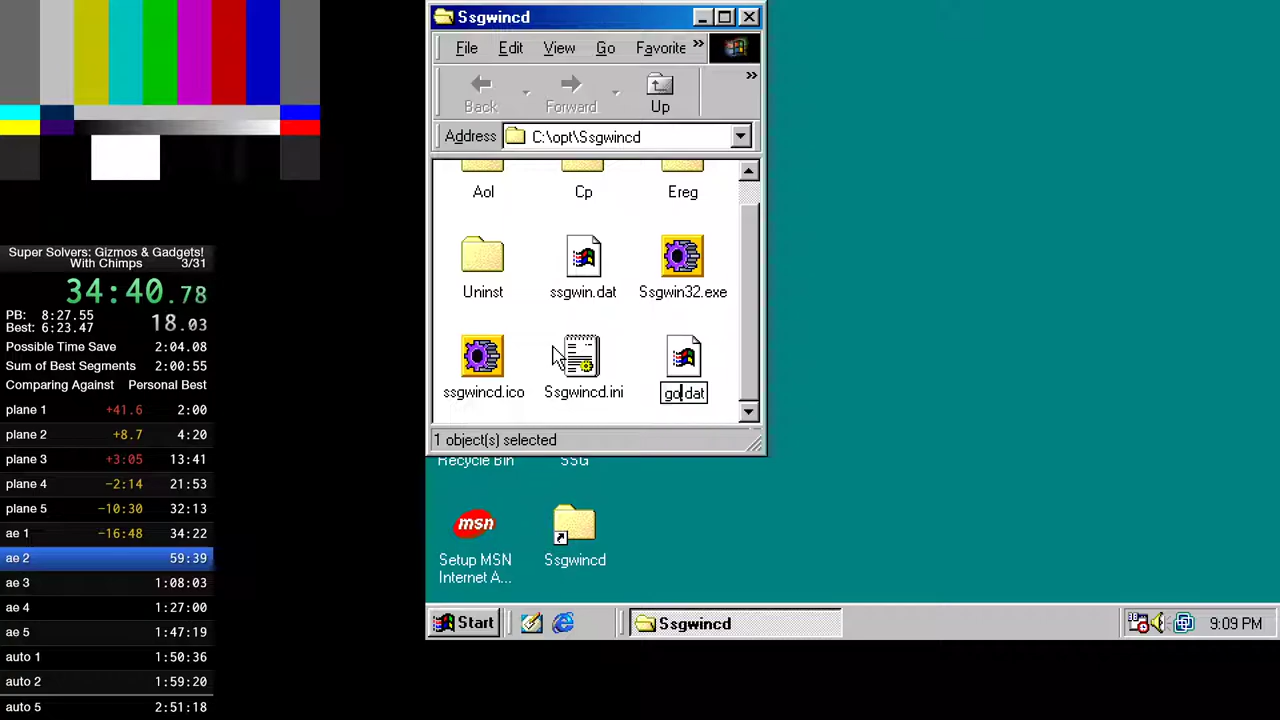 Super Solvers: Gizmos & Gadgets!
With Chimps 3/31
34:40.78
PB: 8:27.55
Best: 6:23.47
18.03
Possible Time Save 2:04.08
Sum of Best Segments 2:00:55
Comparing Against Personal Best
plane 1 +41.6 2:00
plane 2 +8.7 4:20
plane 3 +3:05 13:41
plane 4 -2:14 21:53
plane 5 -10:30 32:13
ae 1 -16:48 34:22
ae 2 59:39
ae 3 1:08:03
ae 4 1:27:00
ae 5 1:47:19
auto 1 1:50:36
auto 2 1:59:20
auto 5 2:51:18
Ssgwincd
File Edit View Go Favorite »
Back Forward Up »
Address C:\opt\Ssgwincd
Aol Cp Ereg
Uninst ssgwin.dat Ssgwin32.exe
ssgwincd.ico Ssgwincd.ini go.dat
1 object(s) selected
Recycle Bin SSG
msn
Setup MSN
Internet A...
Ssgwincd
Start Ssgwincd 9:09 PM